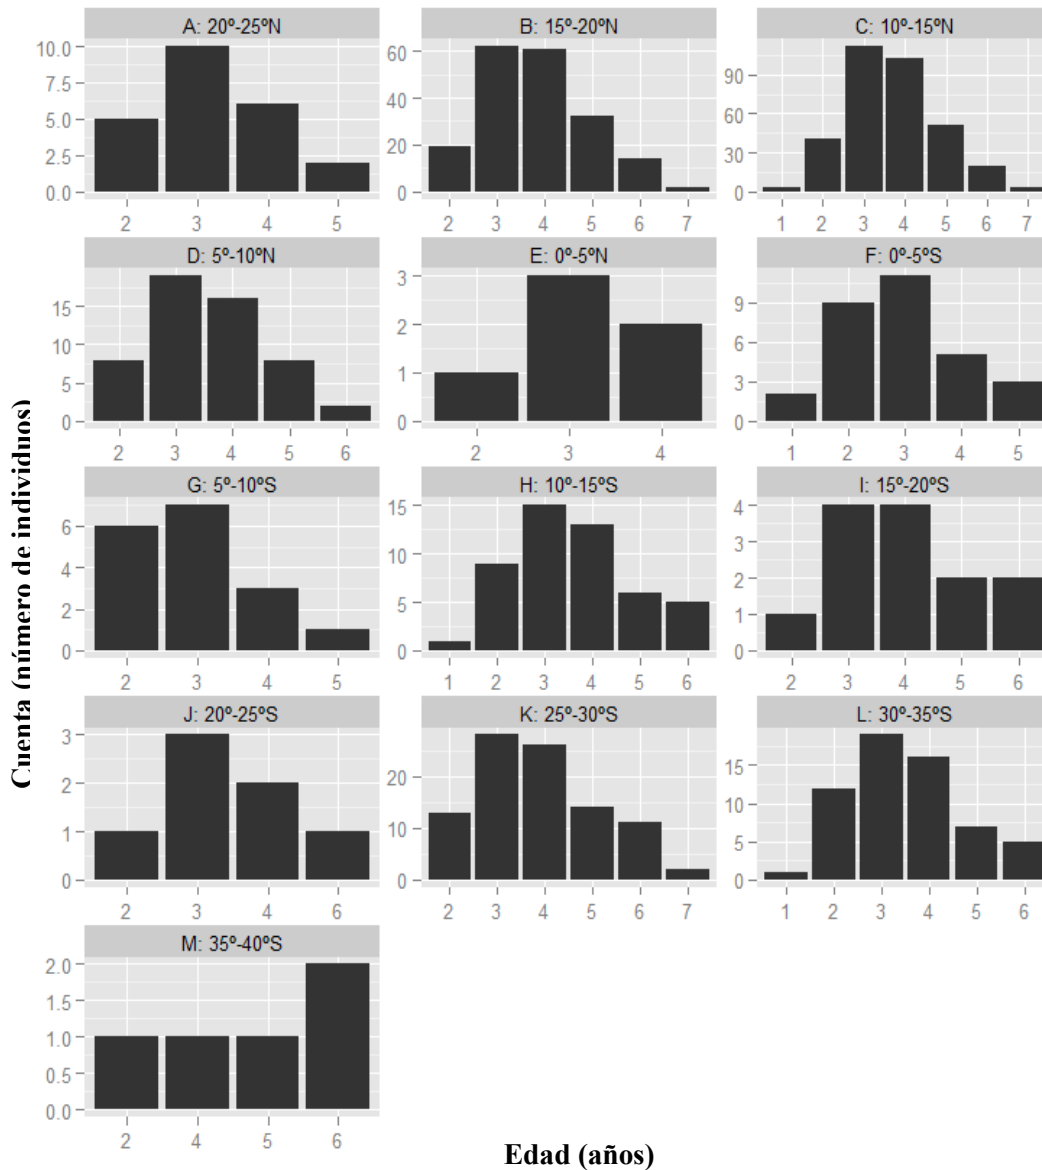 A: 20º-25ºN
10.0
7.5
5.0
2.5
0.0
2 3 4 5
B: 15º-20ºN
60
40
20
0
2 3 4 5 6 7
C: 10º-15ºN
90
60
30
0
1 2 3 4 5 6 7
D: 5º-10ºN
15
10
5
0
2 3 4 5 6
E: 0º-5ºN
3
2
1
0
2 3 4
F: 0º-5ºS
9
6
3
0
1 2 3 4 5
G: 5º-10ºS
6
4
2
0
2 3 4 5
H: 10º-15ºS
15
10
5
0
1 2 3 4 5 6
I: 15º-20ºS
4
3
2
1
0
2 3 4 5 6
J: 20º-25ºS
3
2
1
0
2 3 4 6
K: 25º-30ºS
20
10
0
2 3 4 5 6 7
L: 30º-35ºS
15
10
5
0
1 2 3 4 5 6
M: 35º-40ºS
2.0
1.5
1.0
0.5
0.0
2 4 5 6
Cuenta (número de individuos)
Edad (años)